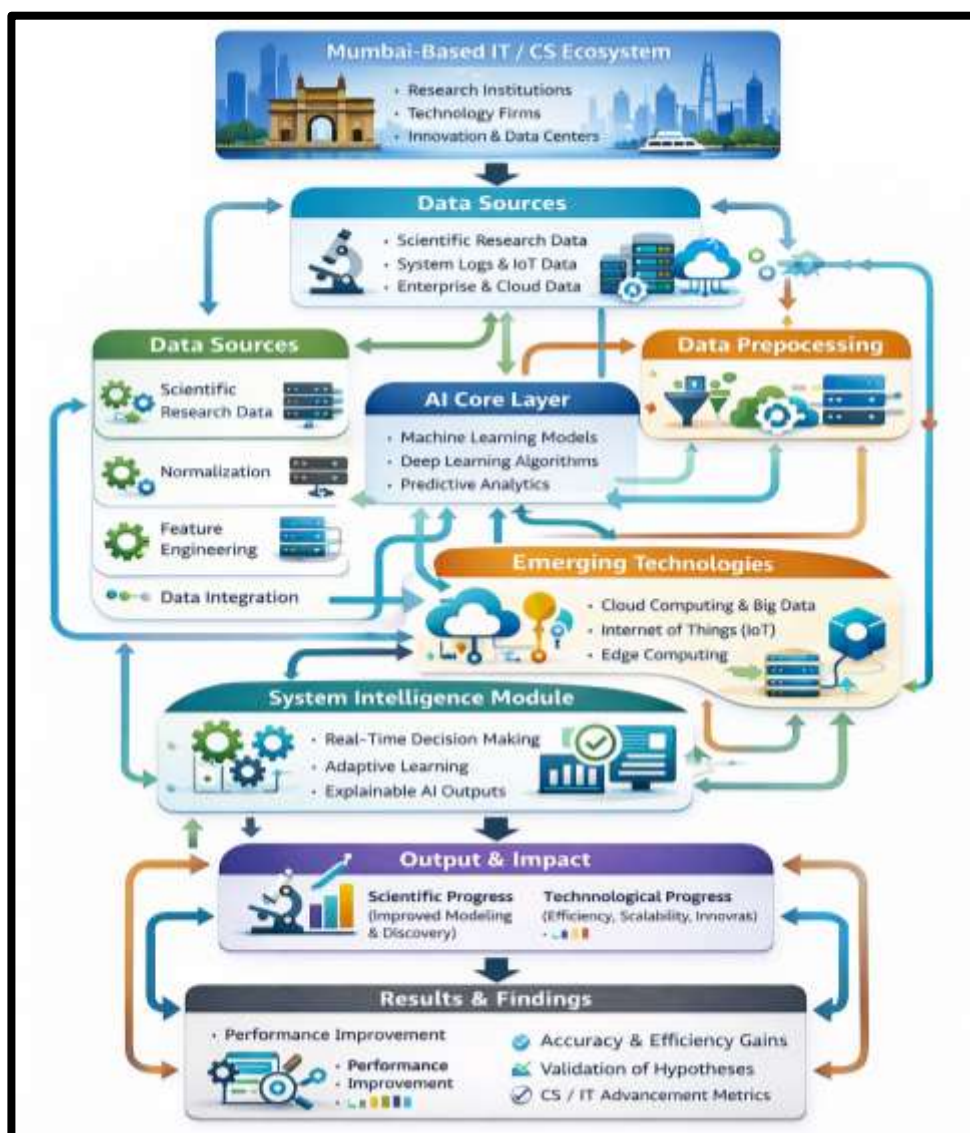 Mumbai-Based IT / CS Ecosystem
• Research Institutions
• Technology Firms
• Innovation & Data Centers
Data Sources
• Scientific Research Data
• System Logs & IoT Data
• Enterprise & Cloud Data
Data Sources
Scientific
Research Data
Normalization
Feature
Engineering
Data Integration
AI Core Layer
• Machine Learning Models
• Deep Learning Algorithms
• Predictive Analytics
Data Prepocessing
Emerging Technologies
• Cloud Computing & Big Data
• Internet of Things (IoT)
• Edge Computing
System Intelligence Module
• Real-Time Decision Making
• Adaptive Learning
• Explainable AI Outputs
Output & Impact
Scientific Progress
(Improved Modeling
& Discovery)
Technnological Progress
(Efficiency, Scalability, Innovras)
Results & Findings
• Performance Improvement
• Performance
• Improvement
Accuracy & Efficiency Gains
Validation of Hypotheses
CS / IT Advancement Metrics